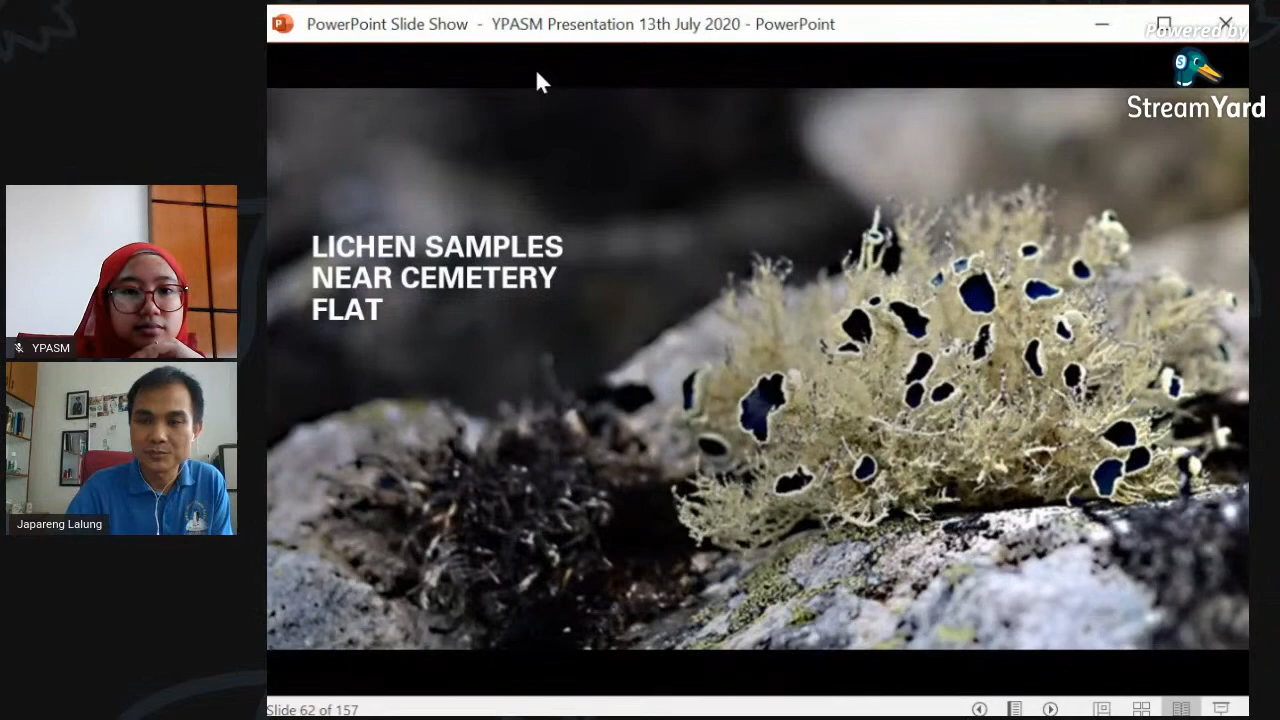 PowerPoint Slide Show - YPASM Presentation 13th July 2020 - PowerPoint
Powered by
StreamYard
LICHEN SAMPLES
NEAR CEMETERY
FLAT
YPASM
Japareng Lalung
Slide 62 of 157